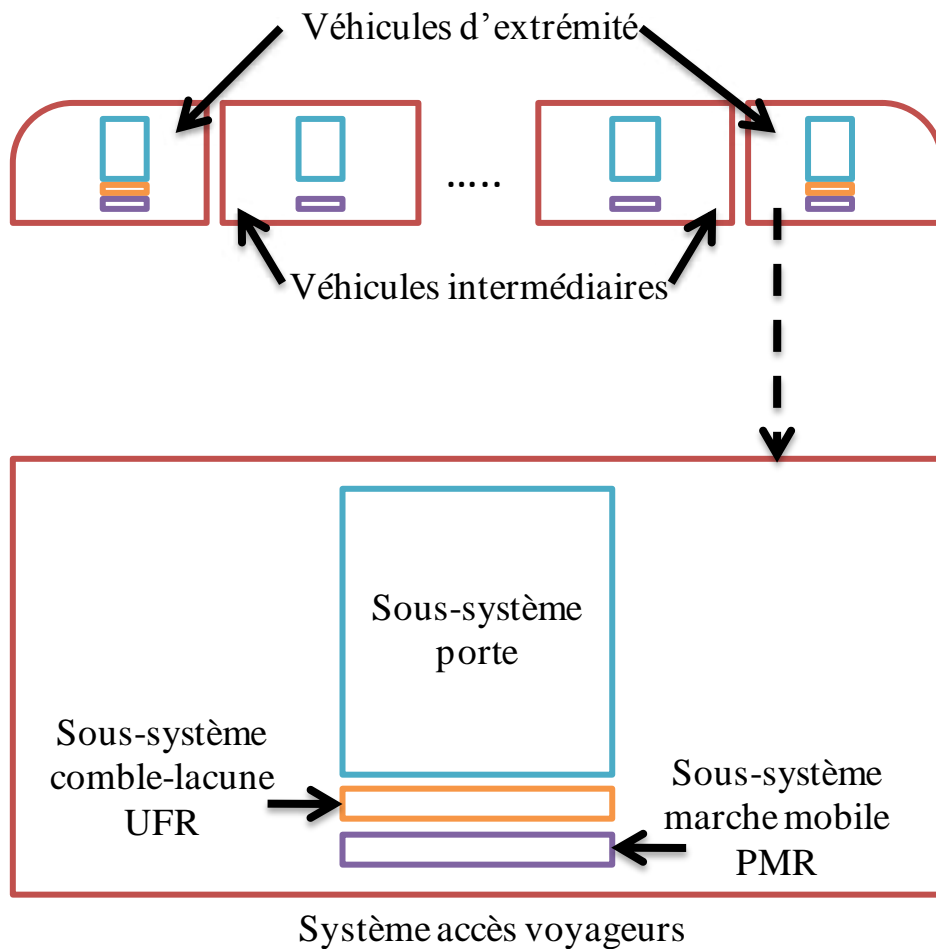 Véhicules d'extrémité
.....
Véhicules intermédiaires
Sous-système
porte
Sous-système
comble-lacune
UFR
Sous-système
marche mobile
PMR
Système accès voyageurs